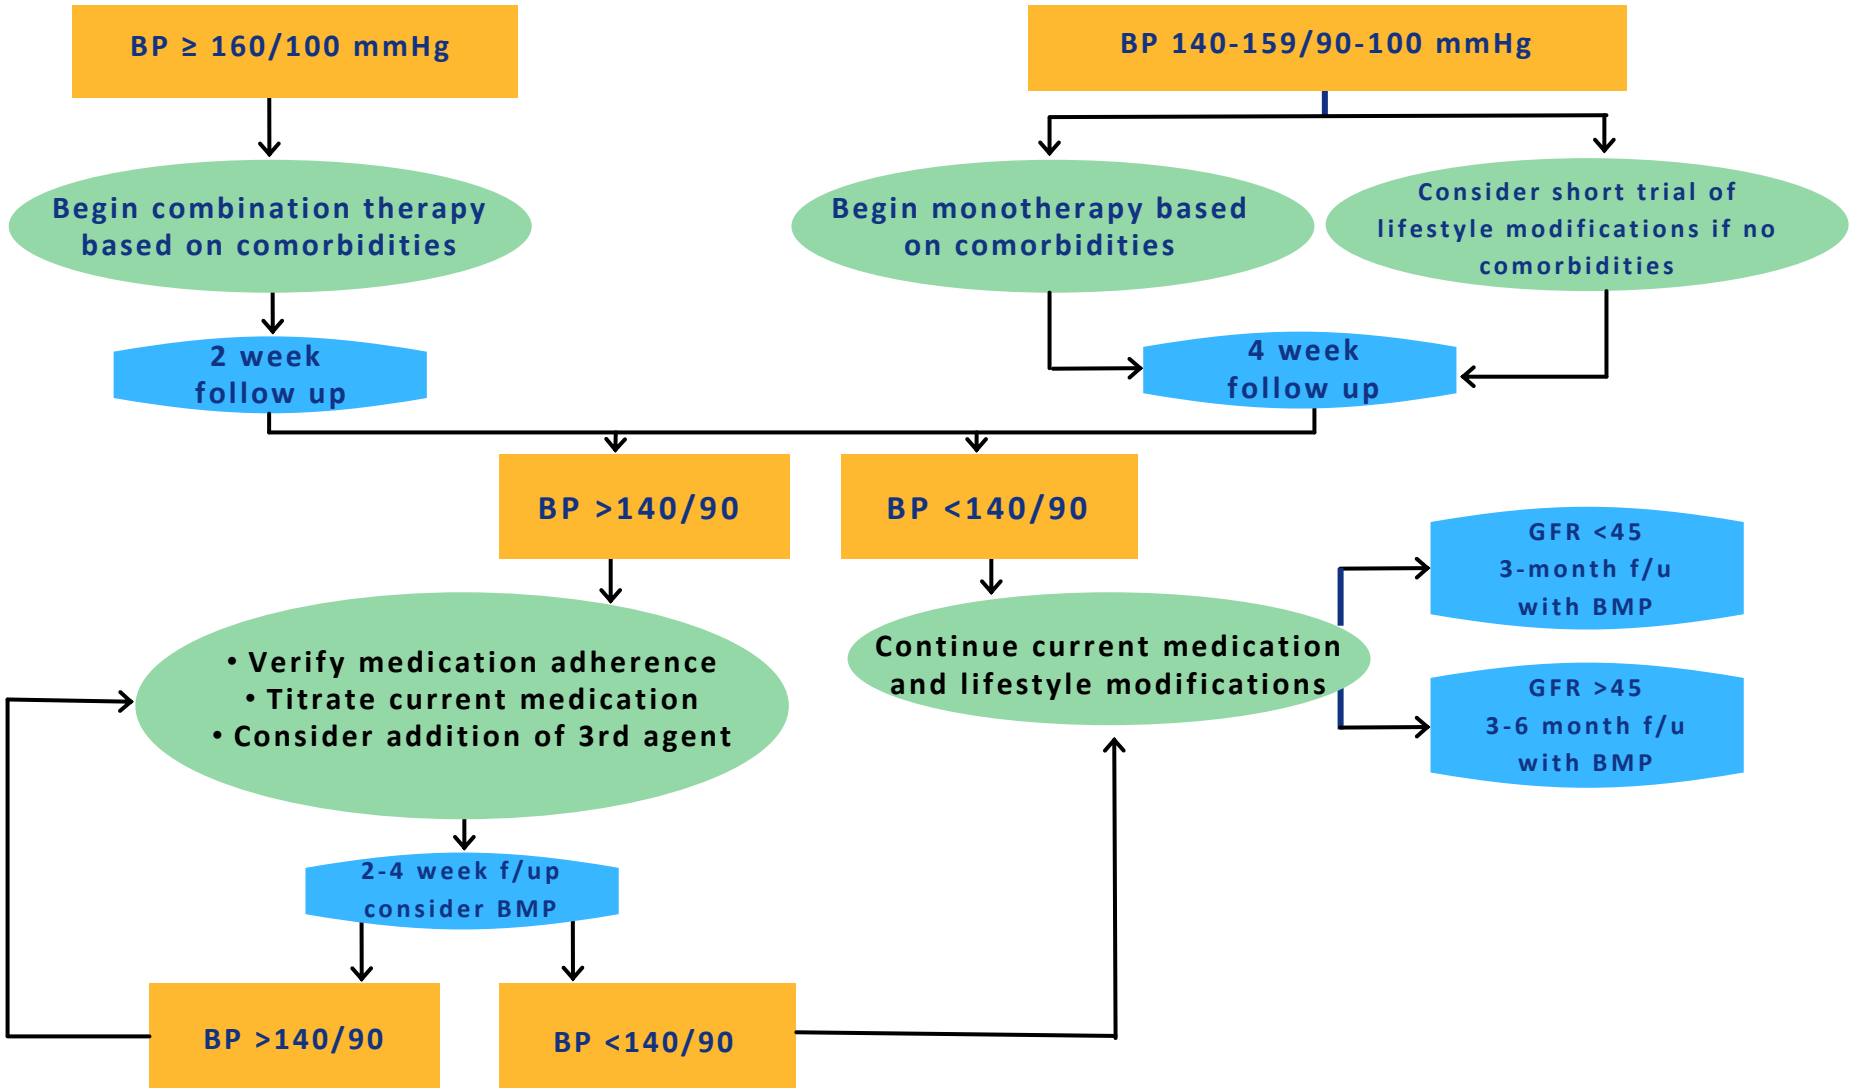 BP ≥ 160/100 mmHg
BP 140-159/90-100 mmHg
Begin combination therapy
based on comorbidities
Begin monotherapy based
on comorbidities
Consider short trial of
lifestyle modifications if no
comorbidities
2 week
follow up
4 week
follow up
BP >140/90
BP <140/90
GFR <45
3-month f/u
with BMP
• Verify medication adherence
• Titrate current medication
• Consider addition of 3rd agent
Continue current medication
and lifestyle modifications
GFR >45
3-6 month f/u
with BMP
2-4 week f/up
consider BMP
BP >140/90
BP <140/90